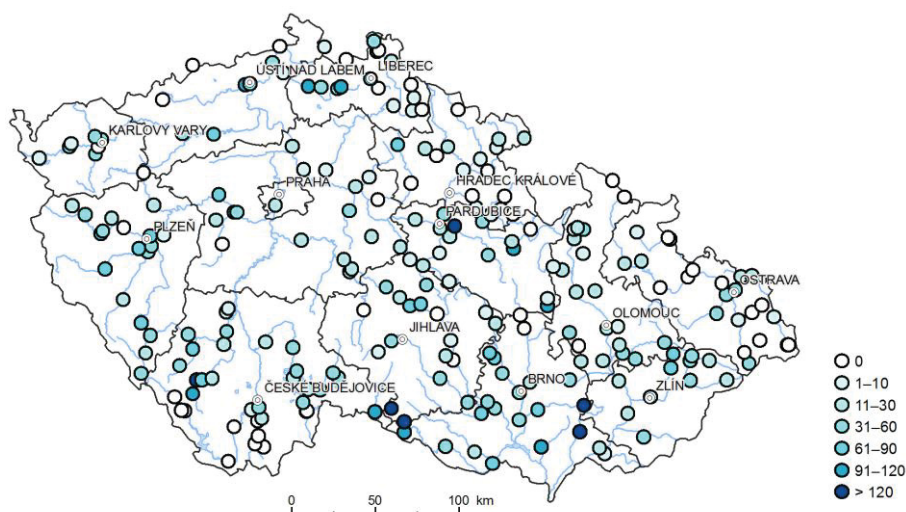 ÚSTÍ NAD LABEM
LIBEREC
KARLOVY VARY
PRAHA
HRADEC KRÁLOVÉ
PARDUBICE
PLZEŇ
OSTRAVA
OLOMOUC
JIHLAVA
BRNO
ZLÍN
ČESKÉ BUDĚJOVICE
0
1–10
11–30
31–60
61–90
91–120
> 120
0 50 100 km